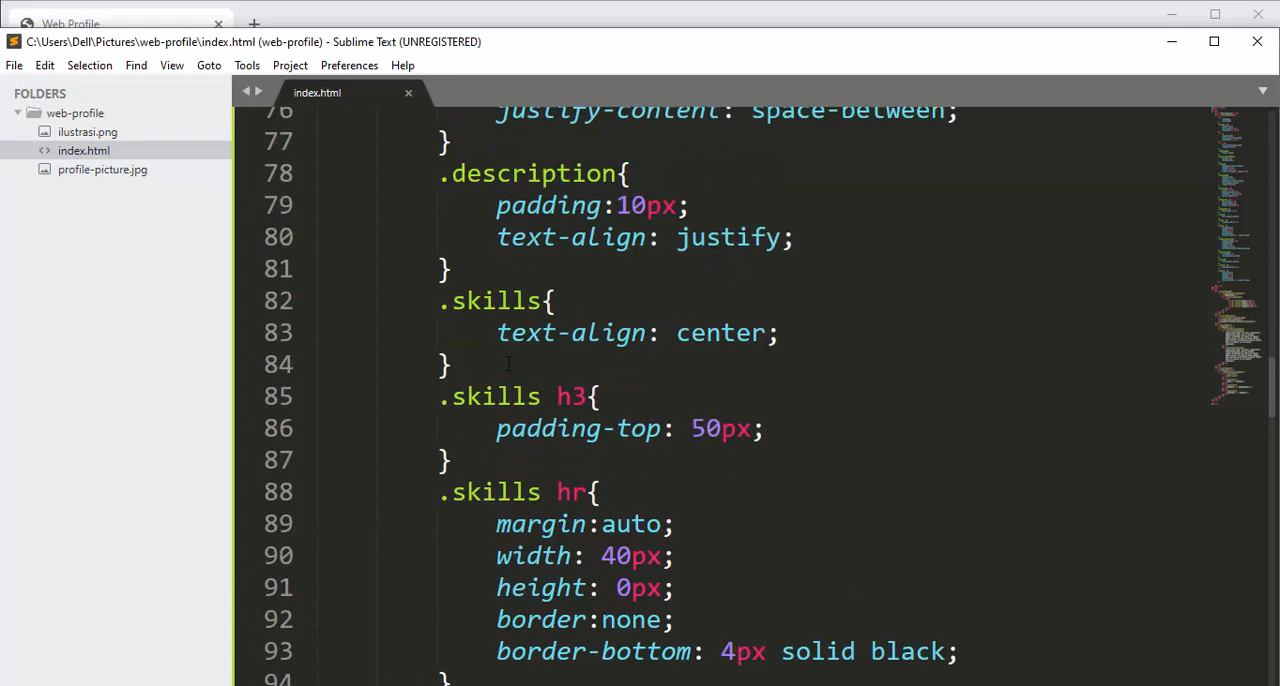 Web Profile
C:\Users\Dell\Pictures\web-profile\index.html (web-profile) - Sublime Text (UNREGISTERED)
File Edit Selection Find View Goto Tools Project Preferences Help
FOLDERS
web-profile
ilustrasi.png
index.html
profile-picture.jpg
index.html
76 justify-content: space-between;
77 }
78 .description{
79 padding:10px;
80 text-align: justify;
81 }
82 .skills{
83 text-align: center;
84 }
85 .skills h3{
86 padding-top: 50px;
87 }
88 .skills hr{
89 margin:auto;
90 width: 40px;
91 height: 0px;
92 border:none;
93 border-bottom: 4px solid black;
94 }